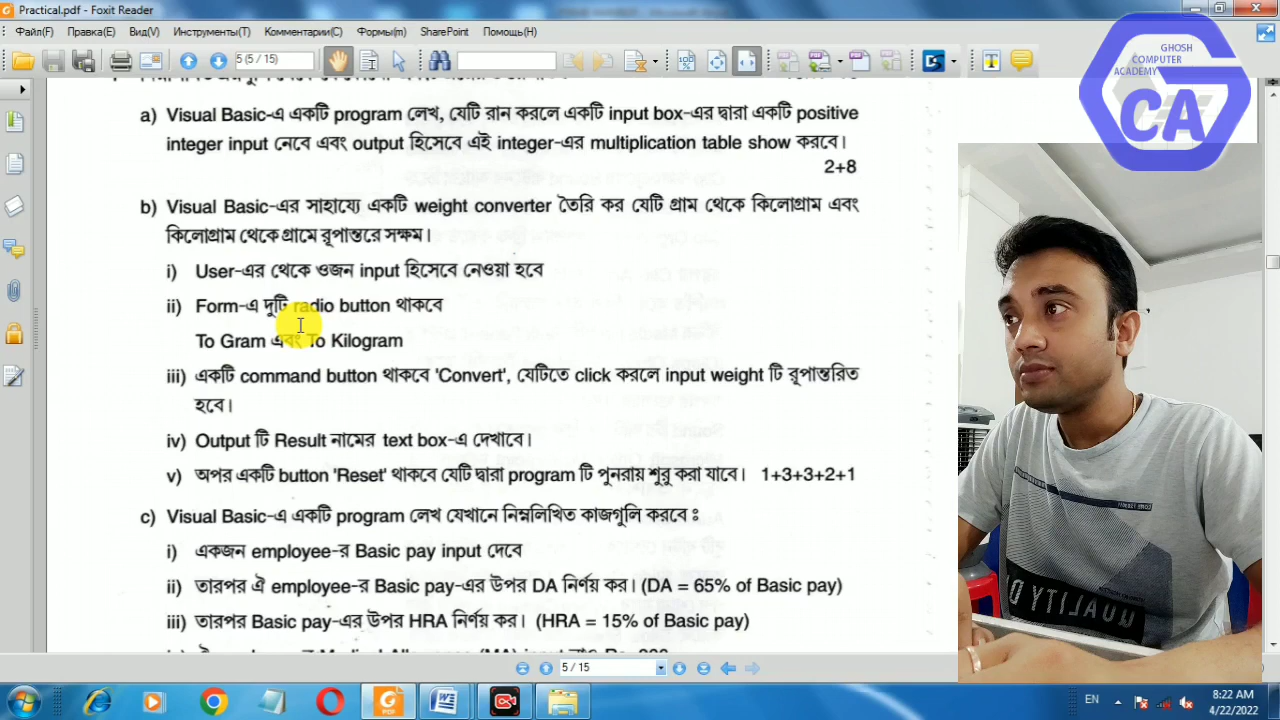 Practical.pdf - Foxit Reader
Файл(F) Правка(E) Вид(V) Инструменты(T) Комментарии(C) Формы(m) SharePoint Помощь(H)
5 (5 / 15)
GHOSH
COMPUTER
ACADEMY
CA
a) Visual Basic-এ একটি program লেখ, যেটি রান করলে একটি input box-এর দ্বারা একটি positive
integer input নেবে এবং output হিসেবে এই integer-এর multiplication table show করবে।
2+8
b) Visual Basic-এর সাহায্যে একটি weight converter তৈরি কর যেটি গ্রাম থেকে কিলোগ্রাম এবং
কিলোগ্রাম থেকে গ্রামে রূপান্তরে সক্ষম।
i) User-এর থেকে ওজন input হিসেবে নেওয়া হবে
ii) Form-এ দুটি radio button থাকবে
To Gram এবং To Kilogram
iii) একটি command button থাকবে 'Convert', যেটিতে click করলে input weight টি রূপান্তরিত
হবে।
iv) Output টি Result নামের text box-এ দেখাবে।
v) অপর একটি button 'Reset' থাকবে যেটি দ্বারা program টি পুনরায় শুরু করা যাবে। 1+3+3+2+1
c) Visual Basic-এ একটি program লেখ যেখানে নিম্নলিখিত কাজগুলি করবে ঃ
i) একজন employee-র Basic pay input দেবে
ii) তারপর ঐ employee-র Basic pay-এর উপর DA নির্ণয় কর। (DA = 65% of Basic pay)
iii) তারপর Basic pay-এর উপর HRA নির্ণয় কর। (HRA = 15% of Basic pay)
QUALITY
5 / 15
EN
8:22 AM
4/22/2022